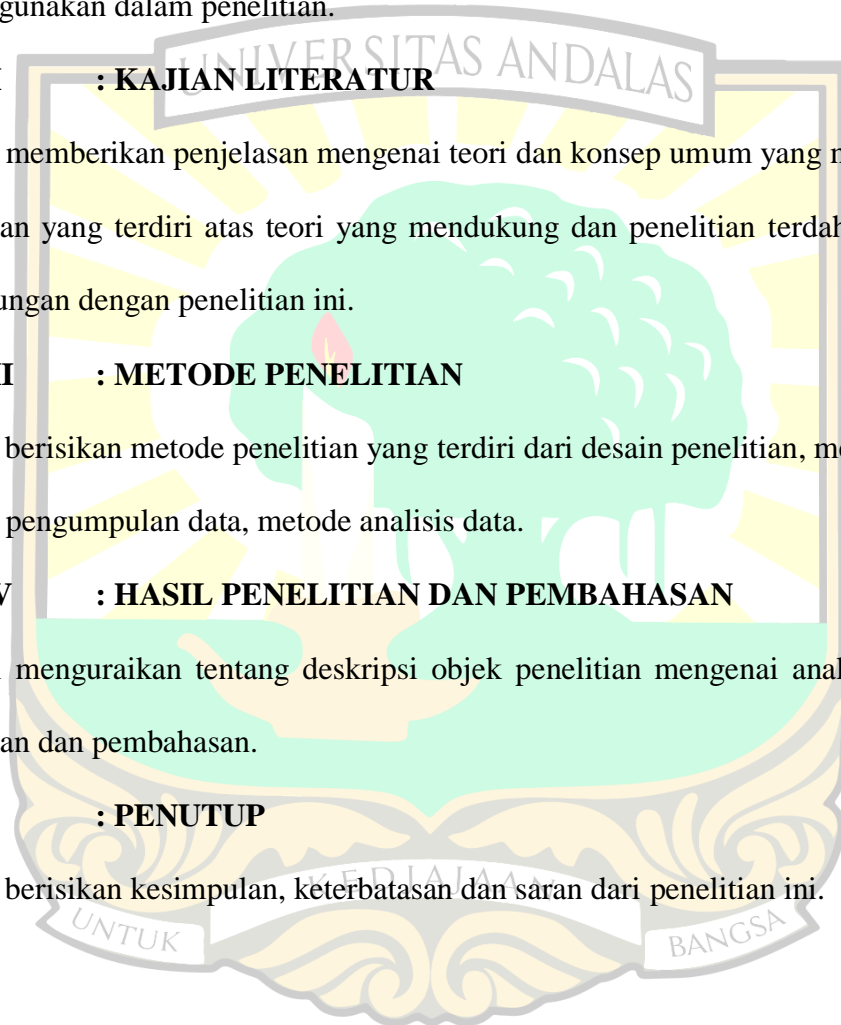 gunakan dalam penelitian.
UNIVERSITAS ANDALAS
: KAJIAN LITERATUR
memberikan penjelasan mengenai teori dan konsep umum yang
an yang terdiri atas teori yang mendukung dan penelitian terdah
ungan dengan penelitian ini.
II : METODE PENELITIAN
berisikan metode penelitian yang terdiri dari desain penelitian, me
pengumpulan data, metode analisis data.
V : HASIL PENELITIAN DAN PEMBAHASAN
menguraikan tentang deskripsi objek penelitian mengenai anal
an dan pembahasan.
: PENUTUP
berisikan kesimpulan, keterbatasan dan saran dari penelitian ini.
UNTUK KEDJAJAAN BANGSA